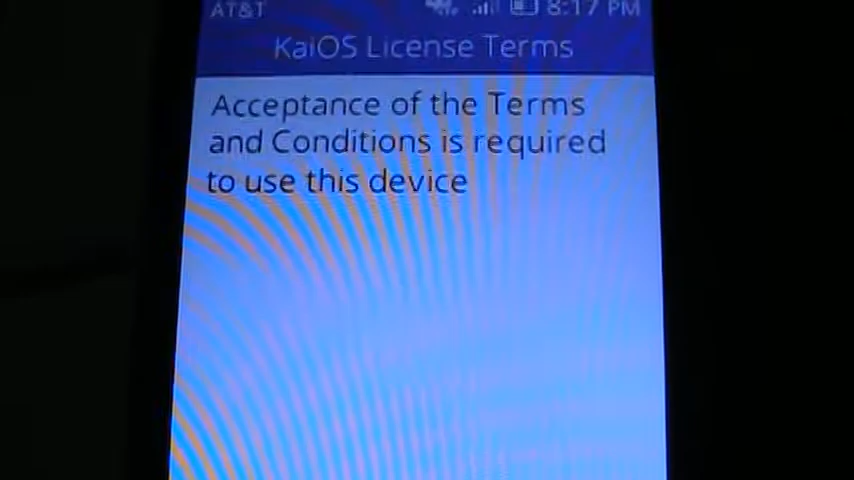 AT&T 8:17 PM
KaiOS License Terms
Acceptance of the Terms
and Conditions is required
to use this device